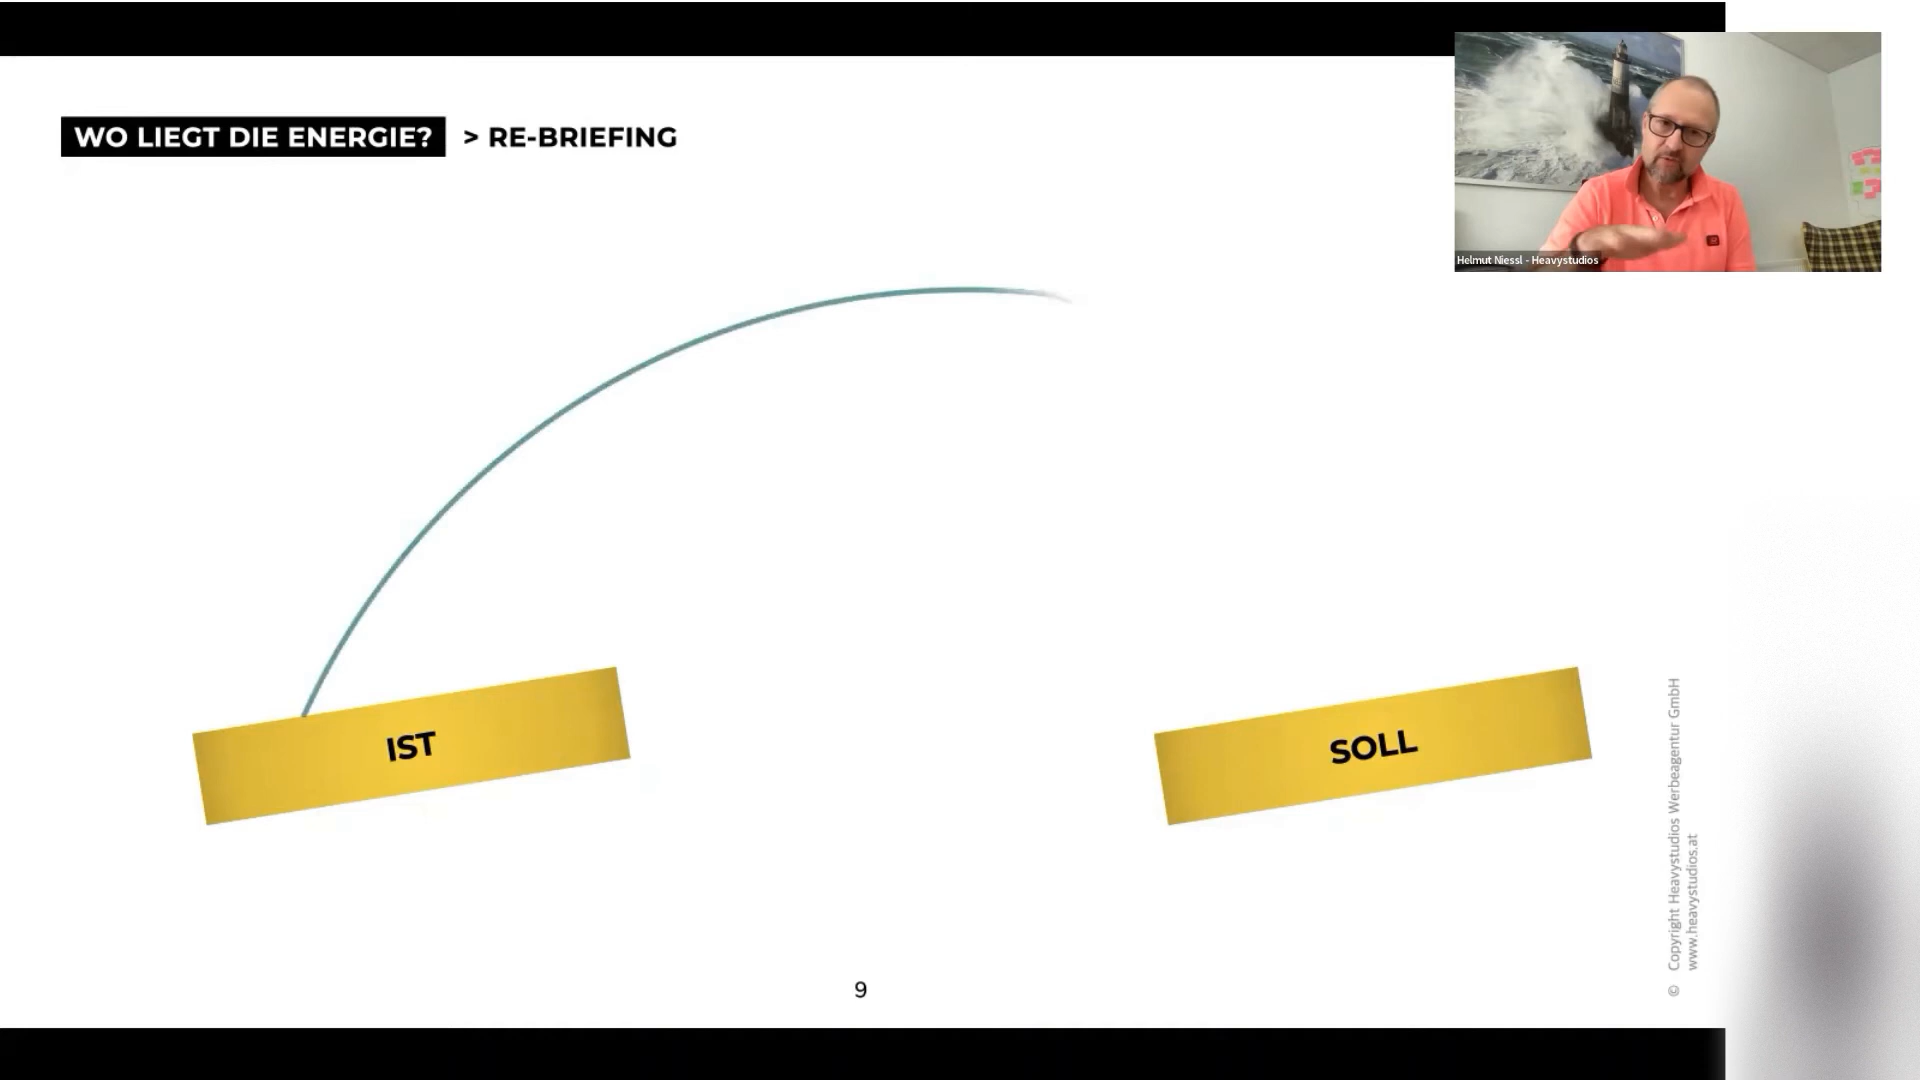 WO LIEGT DIE ENERGIE? > RE-BRIEFING
Helmut Niessl - Heavystudios
IST
SOLL
© Copyright Heavystudios Werbeagentur GmbH
www.heavystudios.at
9